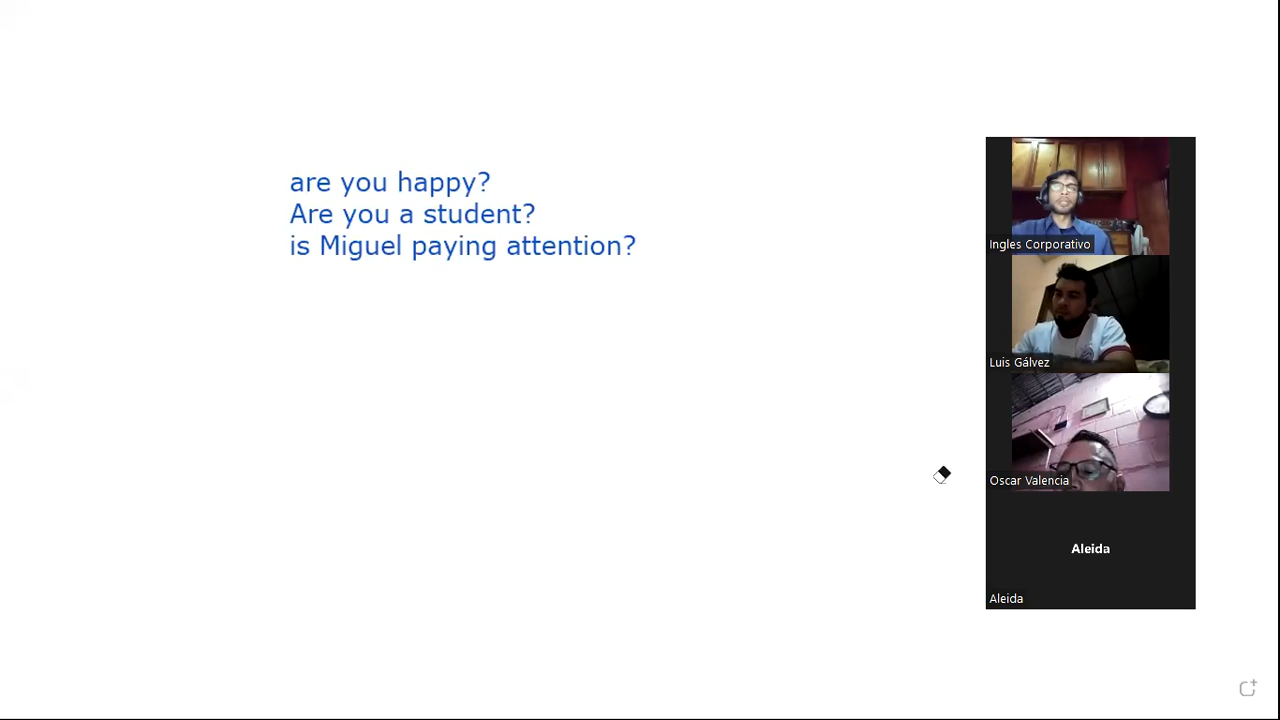 are you happy?
Are you a student?
is Miguel paying attention?
Ingles Corporativo
Luis Gálvez
Oscar Valencia
Aleida
Aleida